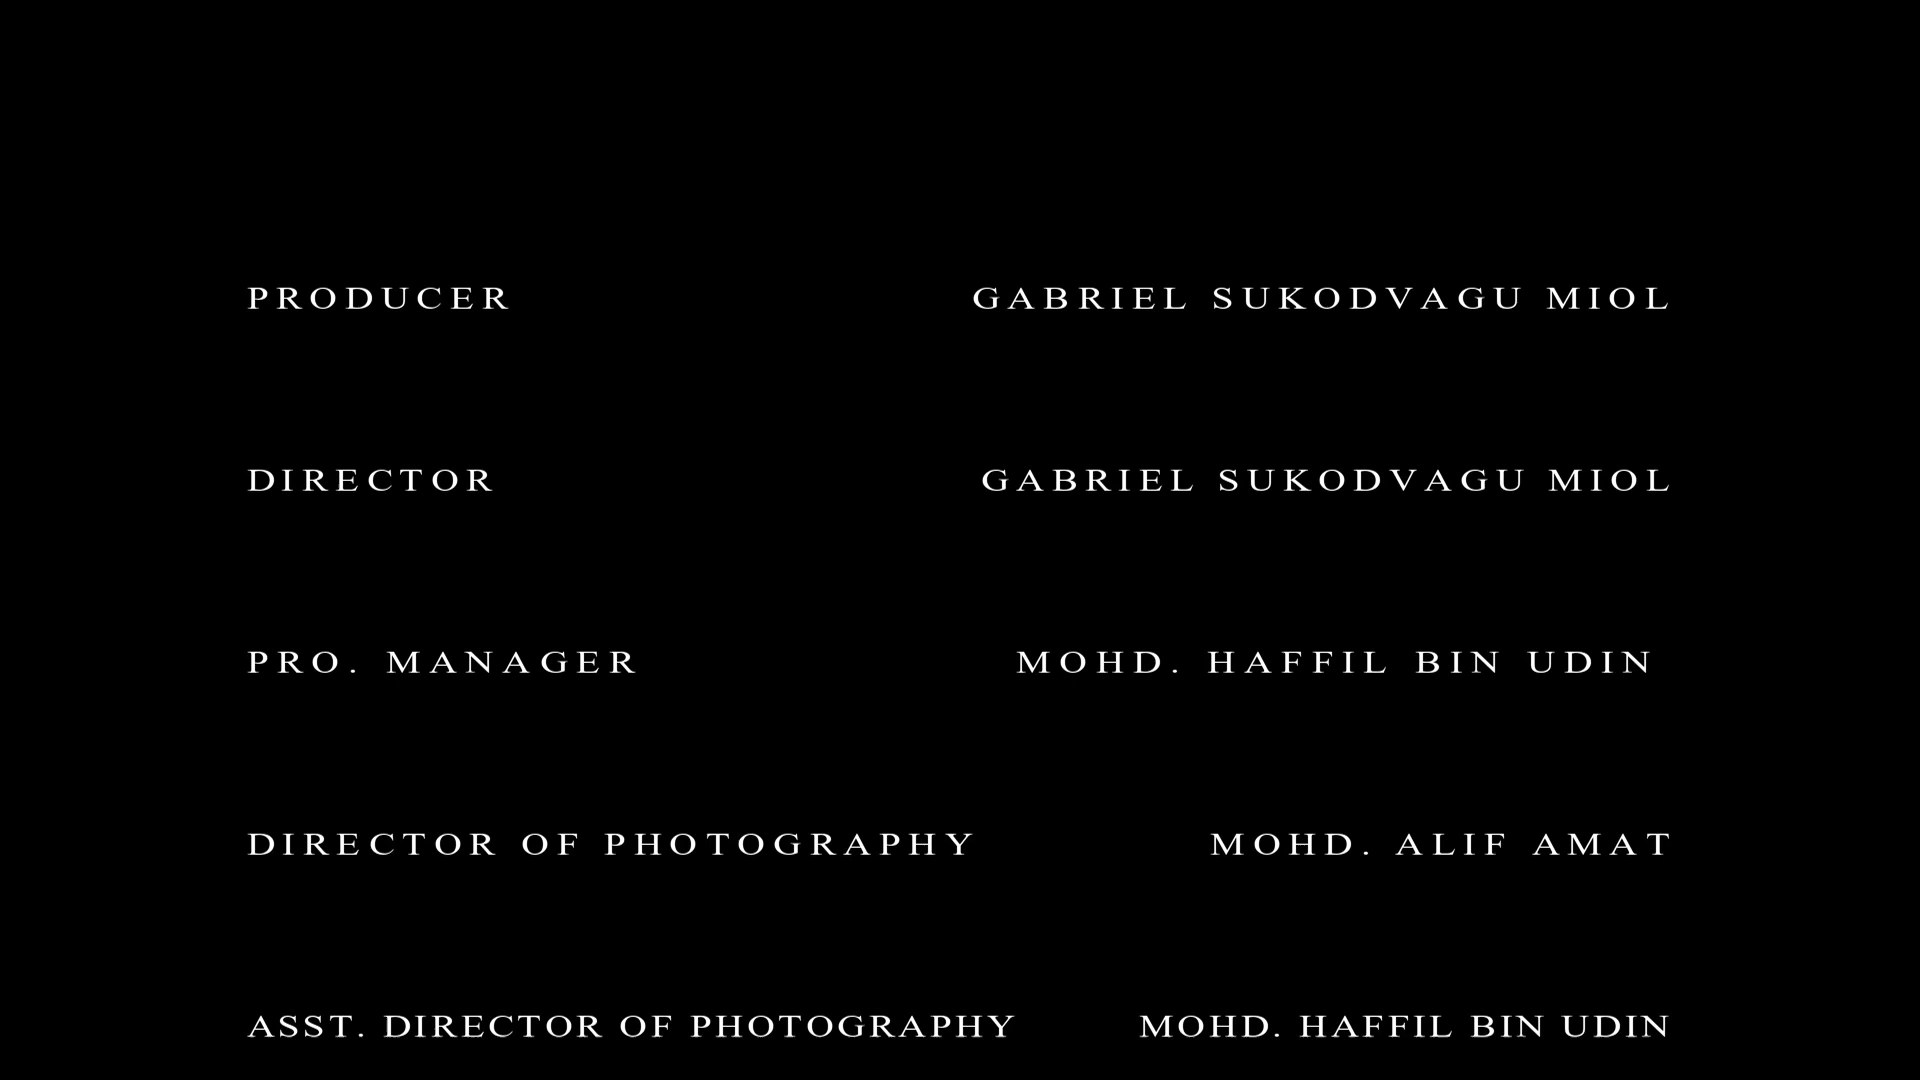 PRODUCER GABRIEL SUKODVAGU MIOL
DIRECTOR GABRIEL SUKODVAGU MIOL
PRO. MANAGER MOHD. HAFFIL BIN UDIN
DIRECTOR OF PHOTOGRAPHY MOHD. ALIF AMAT
ASST. DIRECTOR OF PHOTOGRAPHY MOHD. HAFFIL BIN UDIN